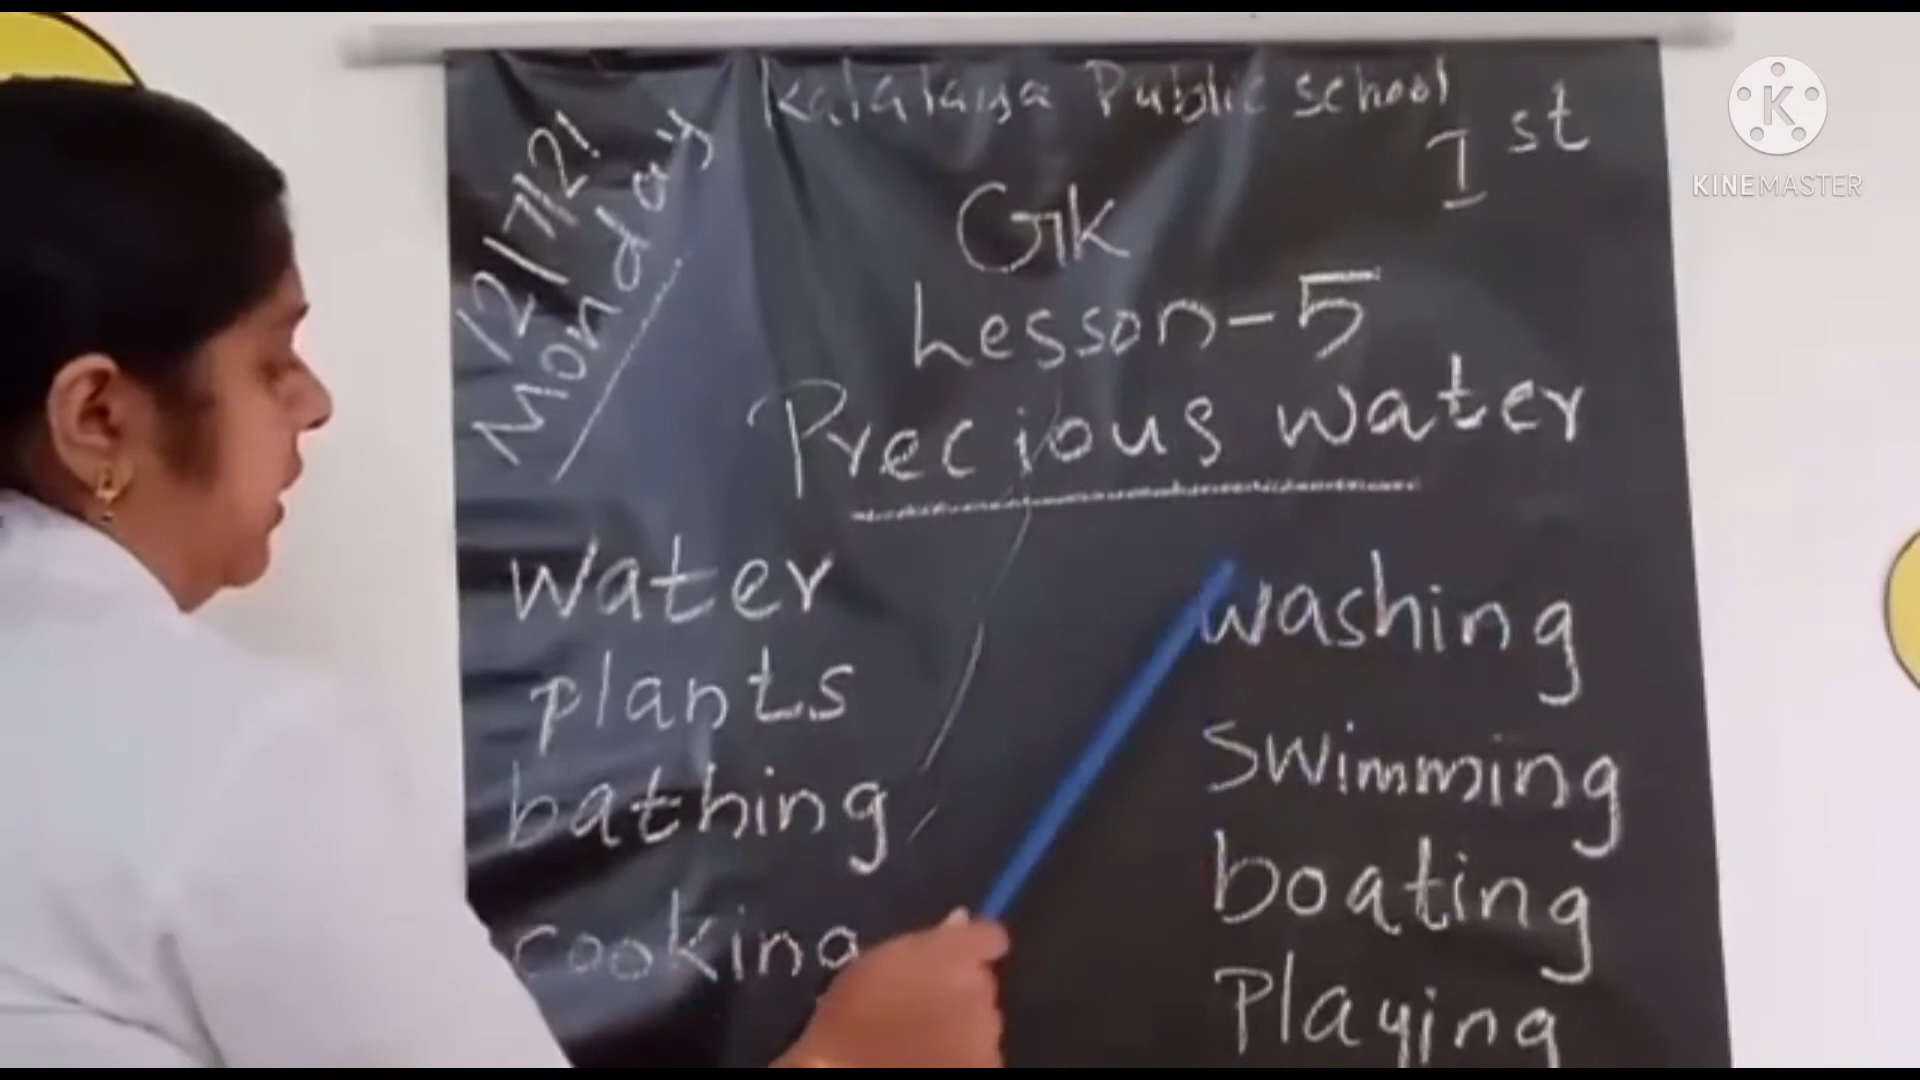 Kalalaya Public school
1st
12/7/21
Monday
GK
Lesson-5
Precious water
water
plants
bathing
cooking
washing
swimming
boating
Playing
KINEMASTER